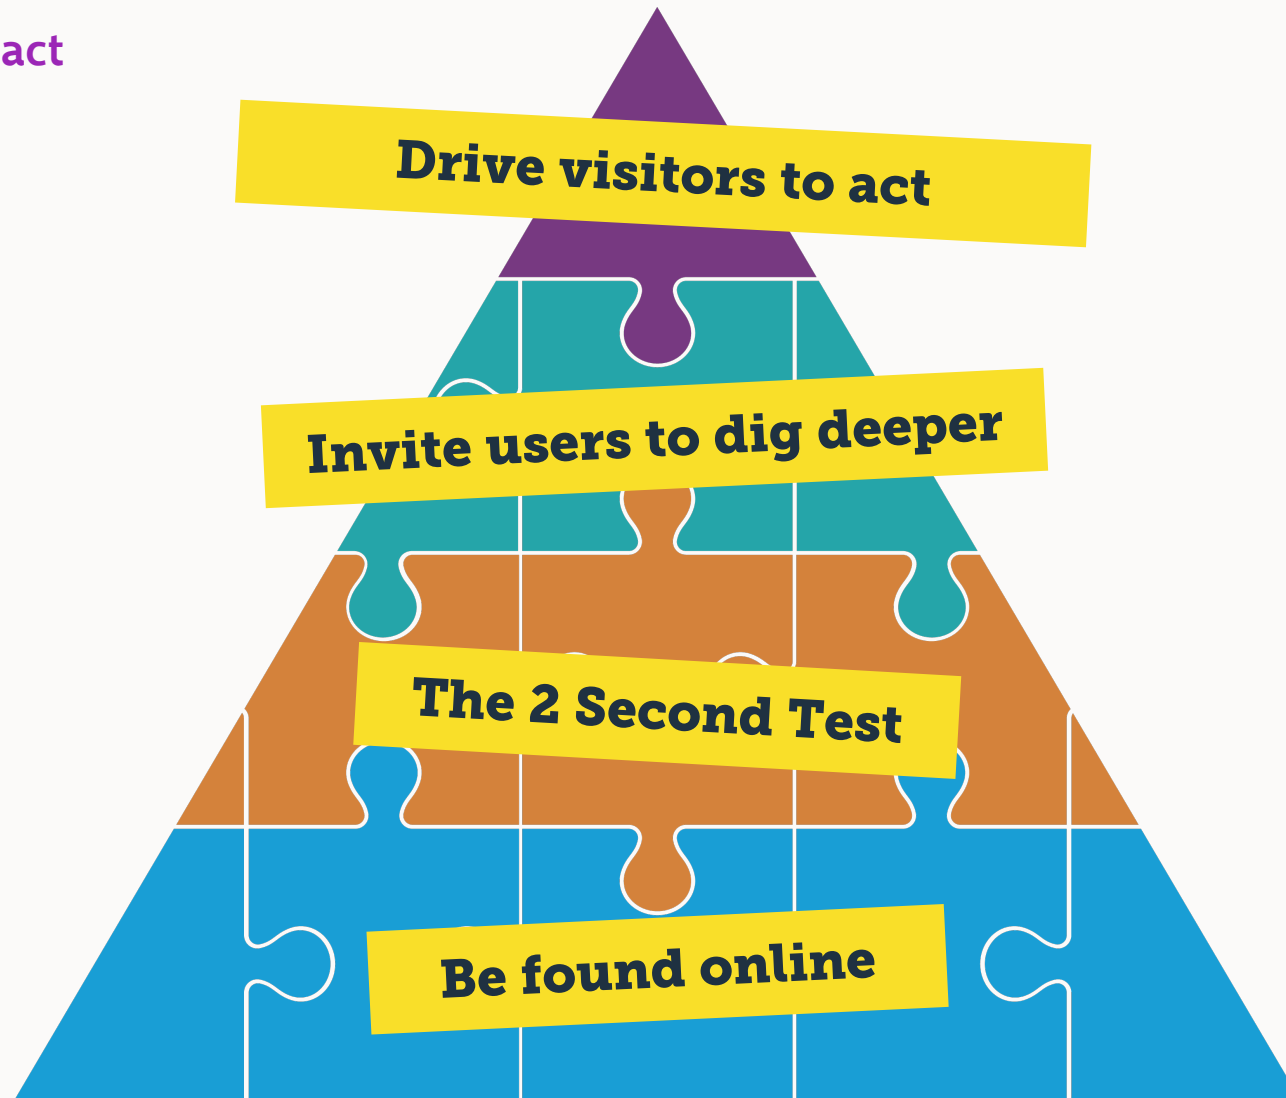 act
Drive visitors to act
Invite users to dig deeper
The 2 Second Test
Be found online